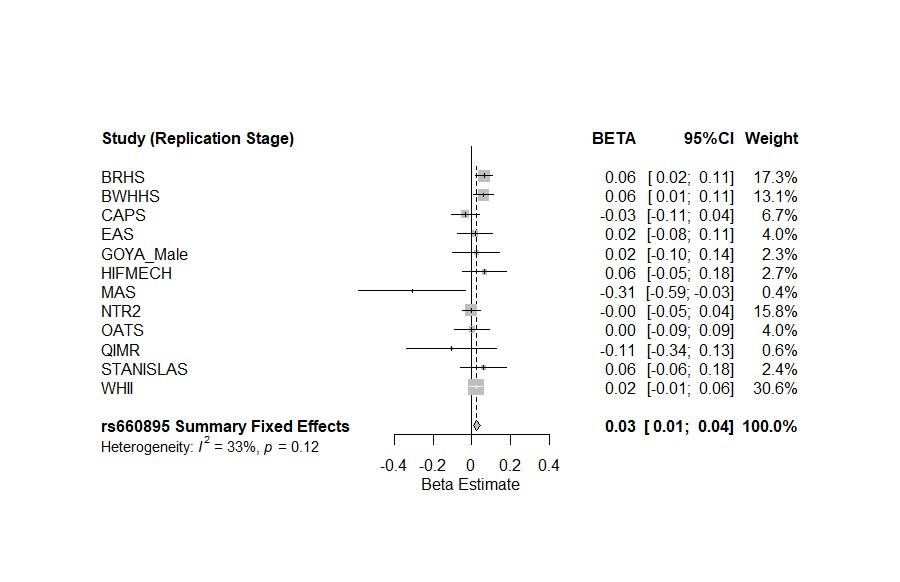 Study (Replication Stage) BETA 95%CI Weight
BRHS 0.06 [ 0.02; 0.11] 17.3%
BWHHS 0.06 [ 0.01; 0.11] 13.1%
CAPS -0.03 [-0.11; 0.04] 6.7%
EAS 0.02 [-0.08; 0.11] 4.0%
GOYA_Male 0.02 [-0.10; 0.14] 2.3%
HIFMECH 0.06 [-0.05; 0.18] 2.7%
MAS -0.31 [-0.59; -0.03] 0.4%
NTR2 -0.00 [-0.05; 0.04] 15.8%
OATS 0.00 [-0.09; 0.09] 4.0%
QIMR -0.11 [-0.34; 0.13] 0.6%
STANISLAS 0.06 [-0.06; 0.18] 2.4%
WHII 0.02 [-0.01; 0.06] 30.6%
rs660895 Summary Fixed Effects 0.03 [ 0.01; 0.04] 100.0%
Heterogeneity: I² = 33%, p = 0.12
-0.4 -0.2 0 0.2 0.4
Beta Estimate